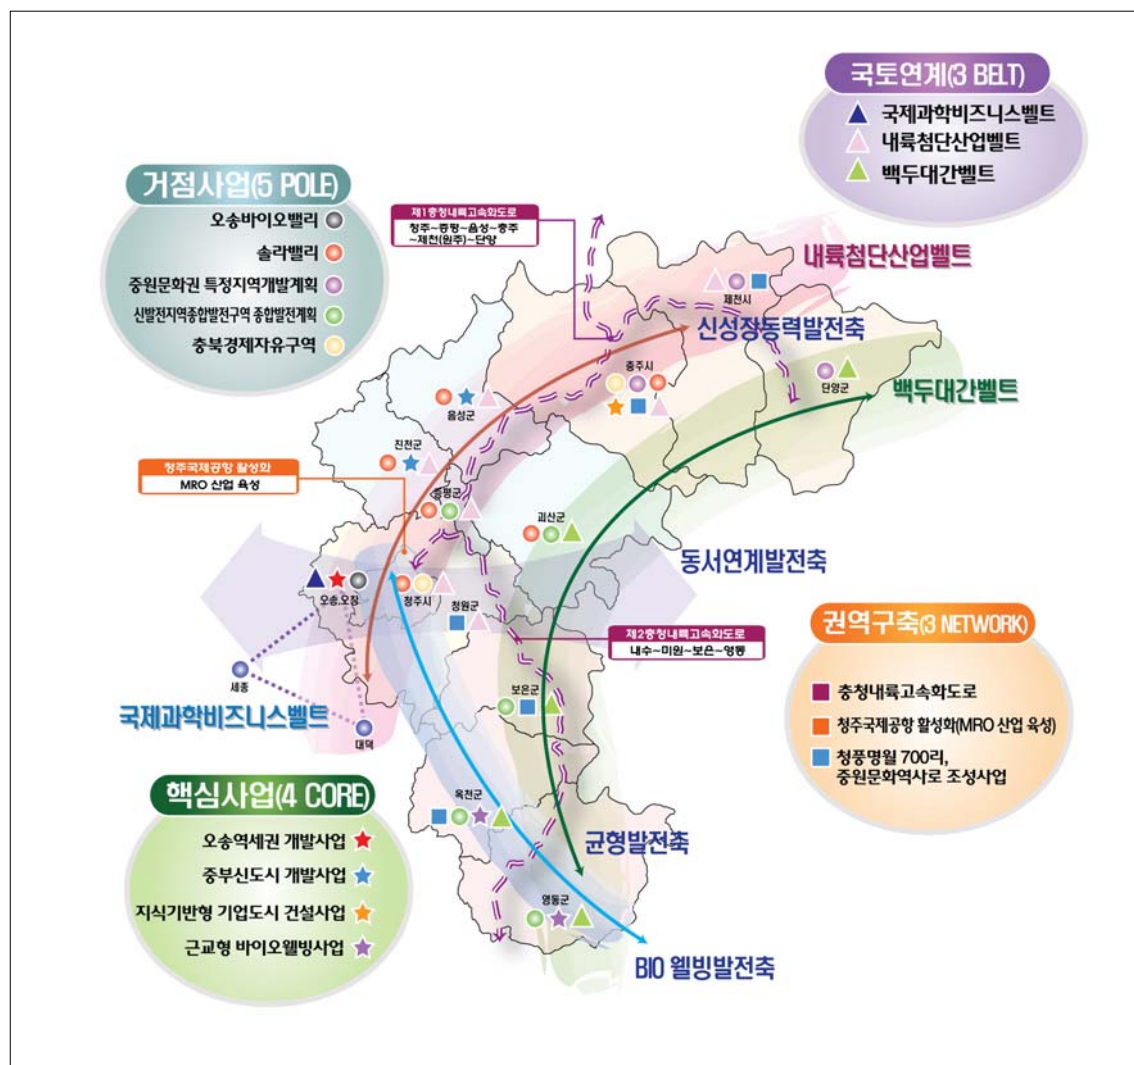 국토연계(3 BELT)
국제과학비즈니스벨트
내륙첨단산업벨트
백두대간벨트
거점사업(5 POLE)
오송바이오밸리
솔라밸리
중원문화권 특정지역개발계획
신발전지역종합발전구역 종합발전계획
충북경제자유구역
제1충청내륙고속화도로
청주~증평~음성~충주
~제천(원주)~단양
내륙첨단산업벨트
제천시
신성장동력발전축
충주시
단양군
백두대간벨트
음성군
진천군
청주국제공항 활성화
MRO 산업 육성
증평군
괴산군
동서연계발전축
오송,오창
청주시
청원군
제2충청내륙고속화도로
내수~미원~보은~영동
권역구축(3 NETWORK)
충청내륙고속화도로
청주국제공항 활성화(MRO 산업 육성)
청풍명월 700리,
중원문화역사로 조성사업
세종
보은군
국제과학비즈니스벨트
대덕
핵심사업(4 CORE)
오송역세권 개발사업
중부신도시 개발사업
지식기반형 기업도시 건설사업
근교형 바이오웰빙사업
옥천군
균형발전축
영동군
BIO 웰빙발전축